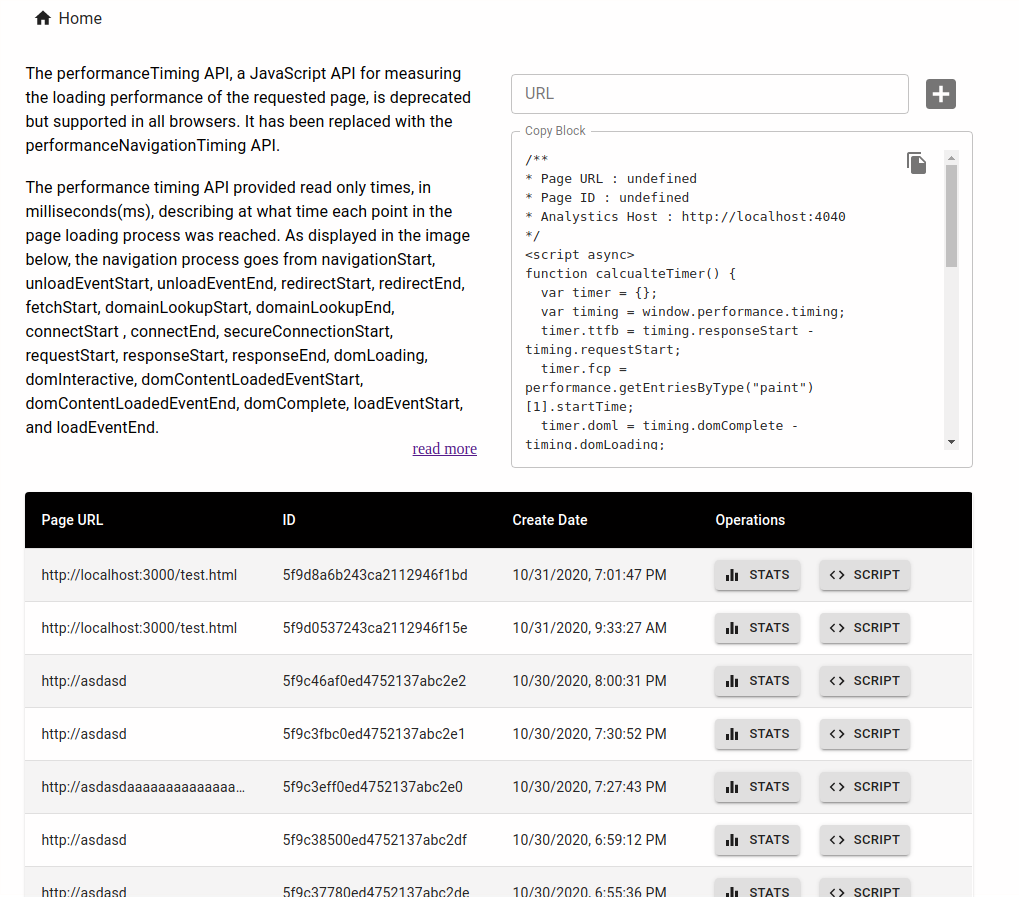 Home
The performanceTiming API, a JavaScript API for measuring
the loading performance of the requested page, is deprecated
but supported in all browsers. It has been replaced with the
performanceNavigationTiming API.
The performance timing API provided read only times, in
milliseconds(ms), describing at what time each point in the
page loading process was reached. As displayed in the image
below, the navigation process goes from navigationStart,
unloadEventStart, unloadEventEnd, redirectStart, redirectEnd,
fetchStart, domainLookupStart, domainLookupEnd,
connectStart , connectEnd, secureConnectionStart,
requestStart, responseStart, responseEnd, domLoading,
domInteractive, domContentLoadedEventStart,
domContentLoadedEventEnd, domComplete, loadEventStart,
and loadEventEnd.
read more
URL
Copy Block
/**
* Page URL : undefined
* Page ID : undefined
* Analystics Host : http://localhost:4040
*/
<script async>
function calcualteTimer() {
  var timer = {};
  var timing = window.performance.timing;
  timer.ttfb = timing.responseStart -
timing.requestStart;
  timer.fcp =
performance.getEntriesByType("paint")
[1].startTime;
  timer.doml = timing.domComplete -
timing.domLoading;
Page URL ID Create Date Operations
http://localhost:3000/test.html 5f9d8a6b243ca2112946f1bd 10/31/2020, 7:01:47 PM STATS <> SCRIPT
http://localhost:3000/test.html 5f9d0537243ca2112946f15e 10/31/2020, 9:33:27 AM STATS <> SCRIPT
http://asdasd 5f9c46af0ed4752137abc2e2 10/30/2020, 8:00:31 PM STATS <> SCRIPT
http://asdasd 5f9c3fbc0ed4752137abc2e1 10/30/2020, 7:30:52 PM STATS <> SCRIPT
http://asdasdaaaaaaaaaaaaaa... 5f9c3eff0ed4752137abc2e0 10/30/2020, 7:27:43 PM STATS <> SCRIPT
http://asdasd 5f9c38500ed4752137abc2df 10/30/2020, 6:59:12 PM STATS <> SCRIPT
http://asdasd 5f9c37780ed4752137abc2de 10/30/2020, 6:55:36 PM STATS <> SCRIPT